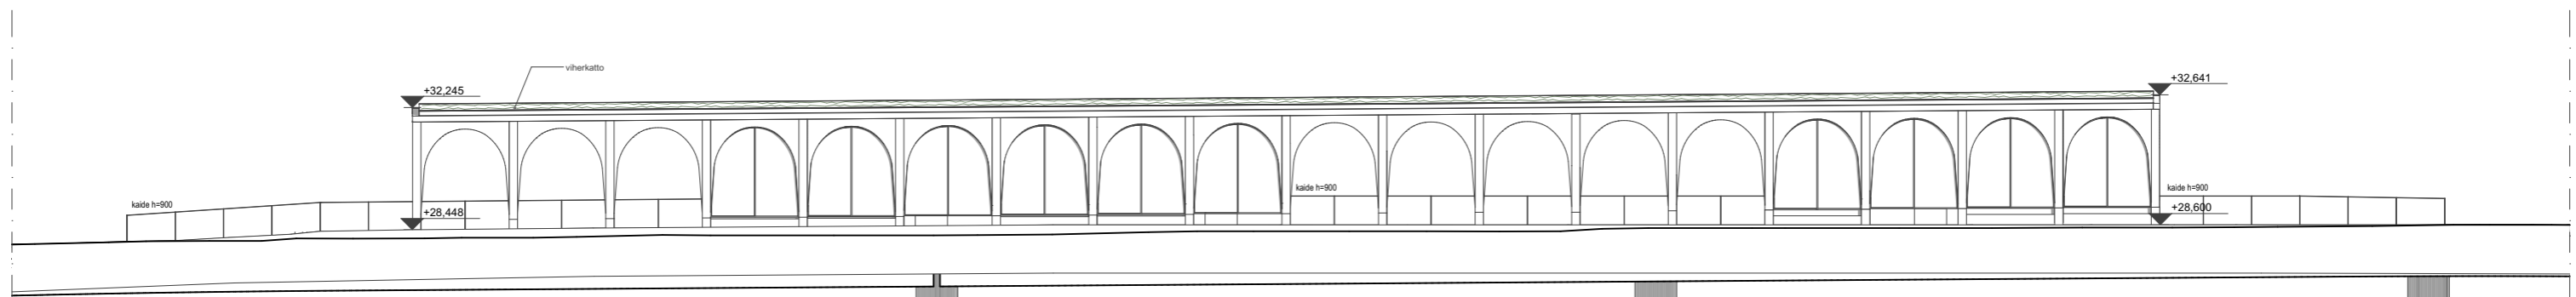 viherkatto
+32,245
+32,641
kaide h=900
kaide h=900
kaide h=900
+28,448
+28,600